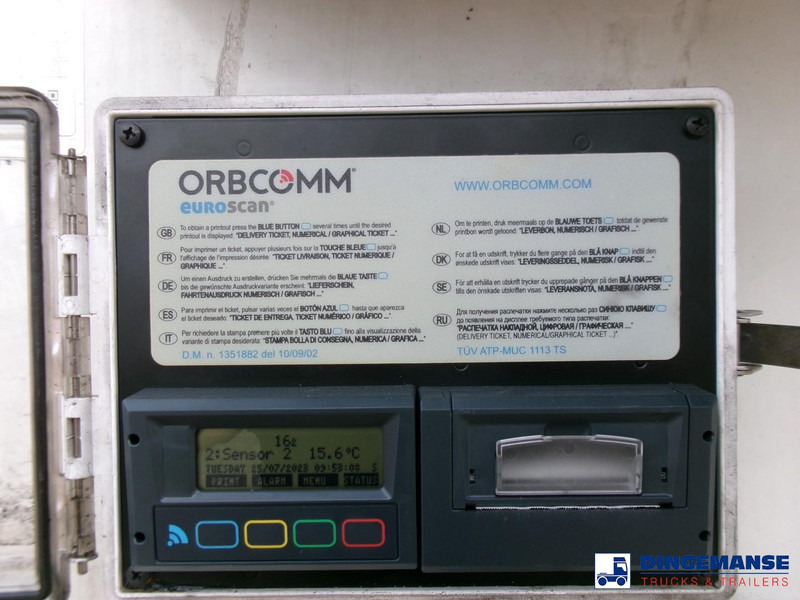 ORBCOMM®
euroscan®
WWW.ORBCOMM.COM
GB To obtain a printout press the BLUE BUTTON several times until the desired
printout is displayed: "DELIVERY TICKET, NUMERICAL / GRAPHICAL TICKET ..."
FR Pour imprimer un ticket, appuyer plusieurs fois sur la TOUCHE BLEUE jusqu'à
l'affichage de l'impression désirée: "TICKET LIVRAISON, TICKET NUMERIQUE /
GRAPHIQUE ..."
DE Um einen Ausdruck zu erstellen, drücken Sie mehrmals die BLAUE TASTE
bis die gewünschte Ausdruckvariante erscheint: "LIEFERSCHEIN,
FAHRTENAUSDRUCK NUMERISCH / GRAFISCH ..."
ES Para imprimir el ticket, pulsar varias veces el BOTÓN AZUL hasta que aparezca
el ticket deseado: "TICKET DE ENTREGA, TICKET NUMÉRICO / GRÁFICO ..."
IT Per richiedere la stampa premere più volte il TASTO BLU fino alla visualizzazione della
variante di stampa desiderata: "STAMPA BOLLA DI CONSEGNA, NUMERICA / GRAFICA ..."
D.M. n. 1351882 del 10/09/02
NL Om te printen, druk meermaals op de BLAUWE TOETS totdat de gewenste
printbon wordt getoond: "LEVERBON, NUMERISCH / GRAFISCH ..."
DK For at få en udskrift, trykker du flere gange på den BLÅ KNAP indtil den
ønskede udskrift vises: "LEVERINGSSEDDEL, NUMERISK / GRAFISK ..."
SE För att erhålla en utskrift trycker du upprepade gånger på den BLÅ KNAPPEN
tills den önskade utskriften visas: "LEVERANSNOTA, NUMERISK / GRAFISK ..."
RU Для получения распечатки нажмите несколько раз СИНЮЮ КЛАВИШУ
до появления на дисплее требуемого типа распечатки:
"РАСПЕЧАТКА НАКЛАДНОЙ, ЦИФРОВАЯ / ГРАФИЧЕСКАЯ ..."
(DELIVERY TICKET, NUMERICAL/GRAPHICAL TICKET ...)
TÜV ATP-MUC 1113 TS
162
2:Sensor 2 15.6°C
TUESDAY 25/07/2023 09:53:08 S
PRINT ALARM MENU STATUS
DINGEMANSE
TRUCKS & TRAILERS